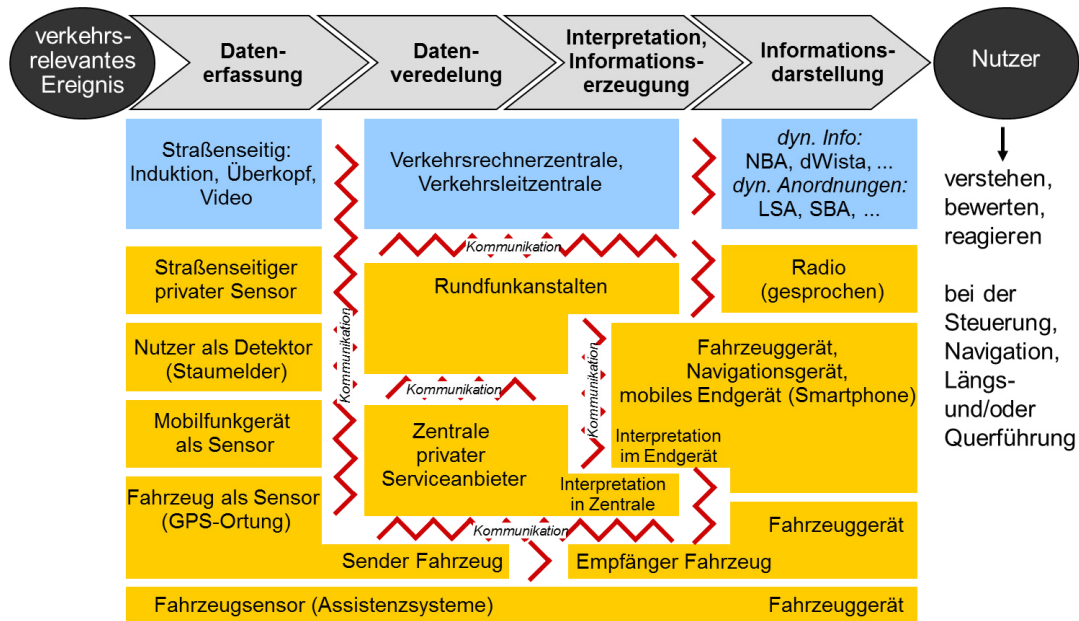 verkehrs-
relevantes
Ereignis
Daten-
erfassung
Daten-
veredelung
Interpretation,
Informations-
erzeugung
Informations-
darstellung
Nutzer
Straßenseitig:
Induktion, Überkopf,
Video
Verkehrsrechnerzentrale,
Verkehrsleitzentrale
dyn. Info:
NBA, dWista, ...
dyn. Anordnungen:
LSA, SBA, ...
verstehen,
bewerten,
reagieren
bei der
Steuerung,
Navigation,
Längs-
und/oder
Querführung
Kommunikation
Straßenseitiger
privater Sensor
Rundfunkanstalten
Radio
(gesprochen)
Kommunikation
Nutzer als Detektor
(Staumelder)
Kommunikation
Fahrzeuggerät,
Navigationsgerät,
mobiles Endgerät (Smartphone)
Kommunikation
Mobilfunkgerät
als Sensor
Zentrale
privater
Serviceanbieter
Interpretation
im Endgerät
Interpretation
in Zentrale
Fahrzeug als Sensor
(GPS-Ortung)
Kommunikation
Fahrzeuggerät
Sender Fahrzeug
Empfänger Fahrzeug
Fahrzeugsensor (Assistenzsysteme)
Fahrzeuggerät